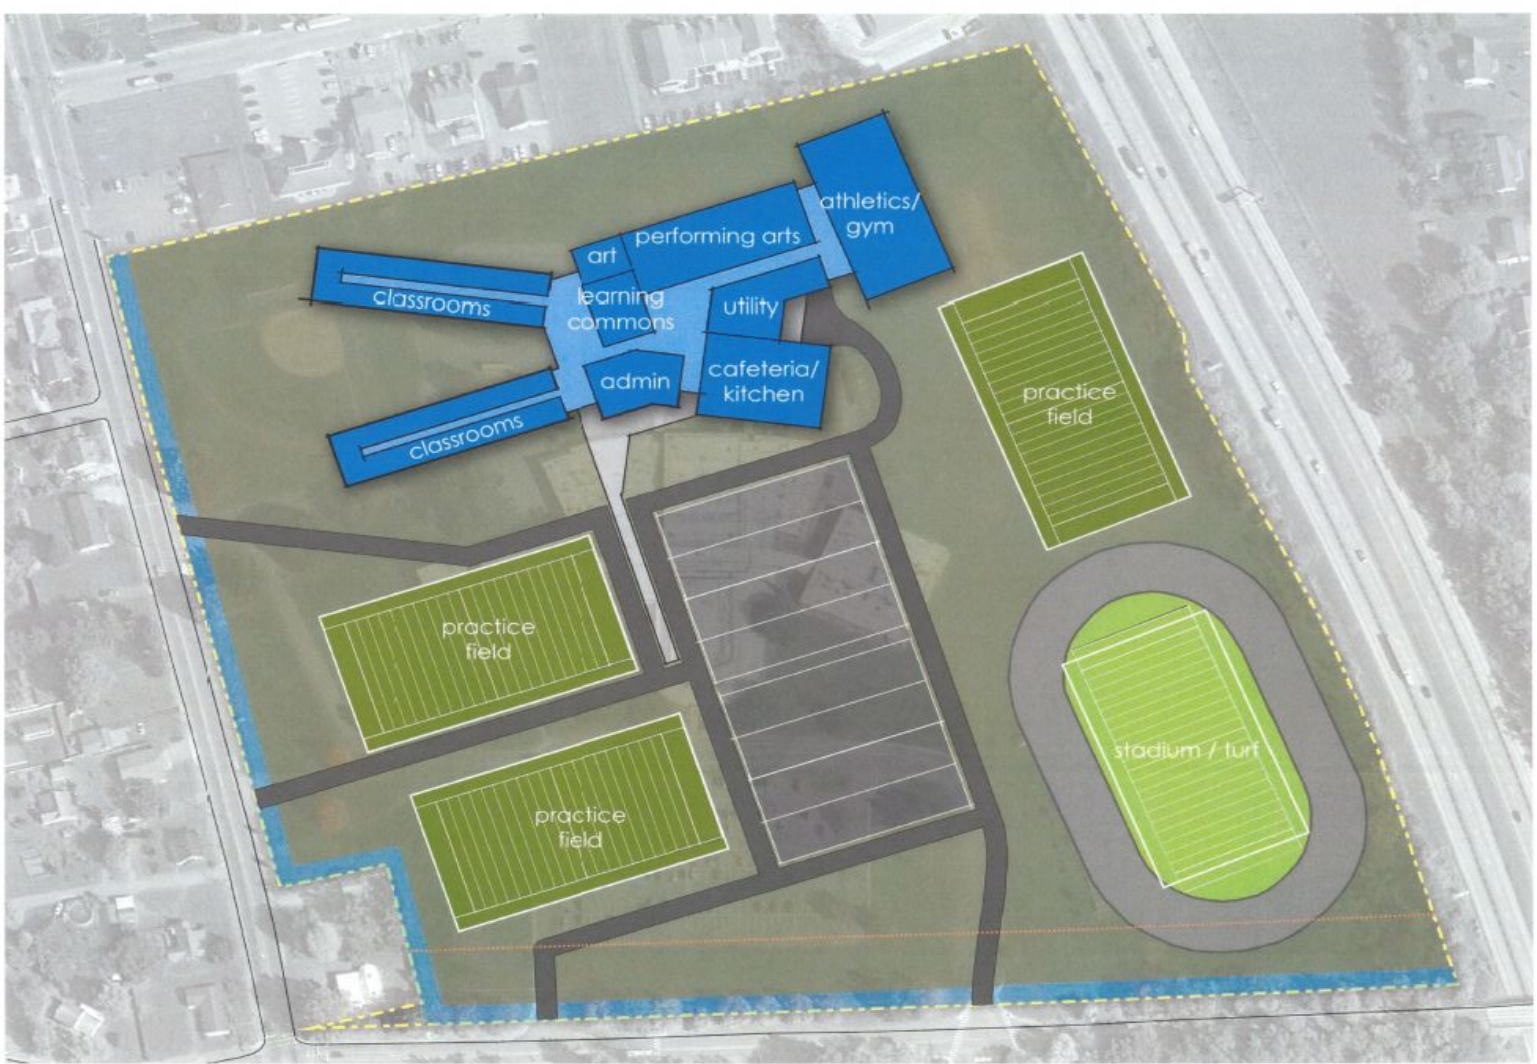 athletics/
gym
performing arts
art
learning
commons
classrooms
utility
admin
cafeteria/
kitchen
classrooms
practice
field
practice
field
stadium / turf
practice
field